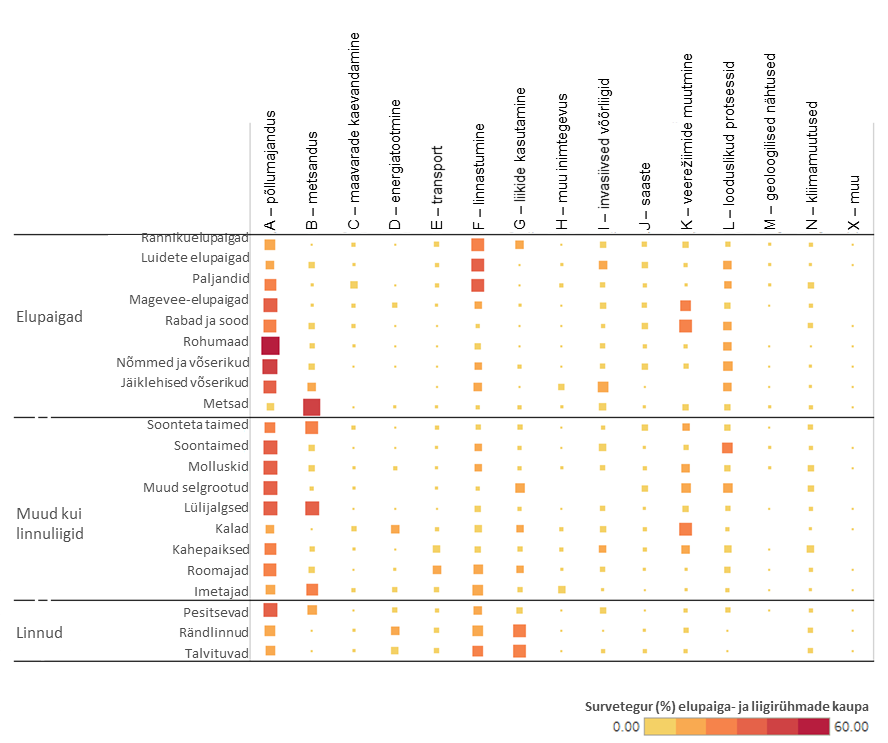 A – põllumajandus
B – metsandus
C – maavarade kaevandamine
D – energiatootmine
E – transport
F – linnastumine
G – liikide kasutamine
H – muu inimtegevus
I – invasiivsed võõrliigid
J – saaste
K – veerežiimide muutmine
L – looduslikud protsessid
M – geoloogilised nähtused
N – kliimamuutused
X – muu
Elupaigad
Rannikuelupaigad
Luidete elupaigad
Paljandid
Magevee-elupaigad
Rabad ja sood
Rohumaad
Nõmmed ja võserikud
Jäiklehised võserikud
Metsad
Muud kui
linnuliigid
Soonteta taimed
Soontaimed
Molluskid
Muud selgrootud
Lülijalgsed
Kalad
Kahepaiksed
Roomajad
Imetajad
Linnud
Pesitsevad
Rändlinnud
Talvituvad
Survetegur (%) elupaiga- ja liigirühmade kaupa
0.00 60.00